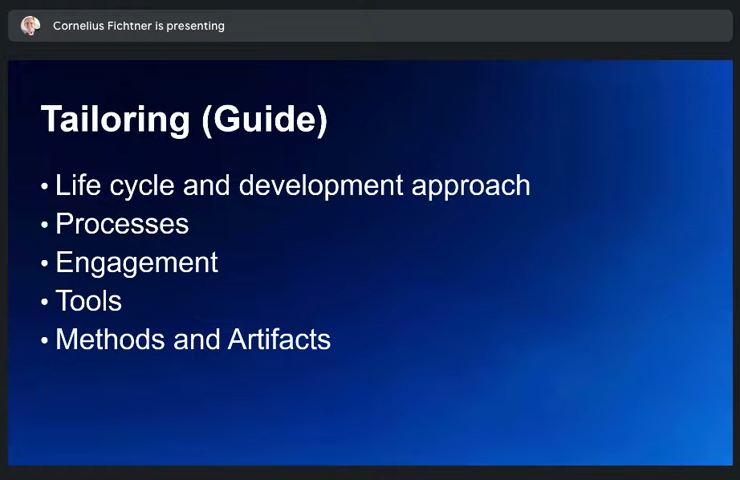 Cornelius Fichtner is presenting
Tailoring (Guide)
• Life cycle and development approach
• Processes
• Engagement
• Tools
• Methods and Artifacts